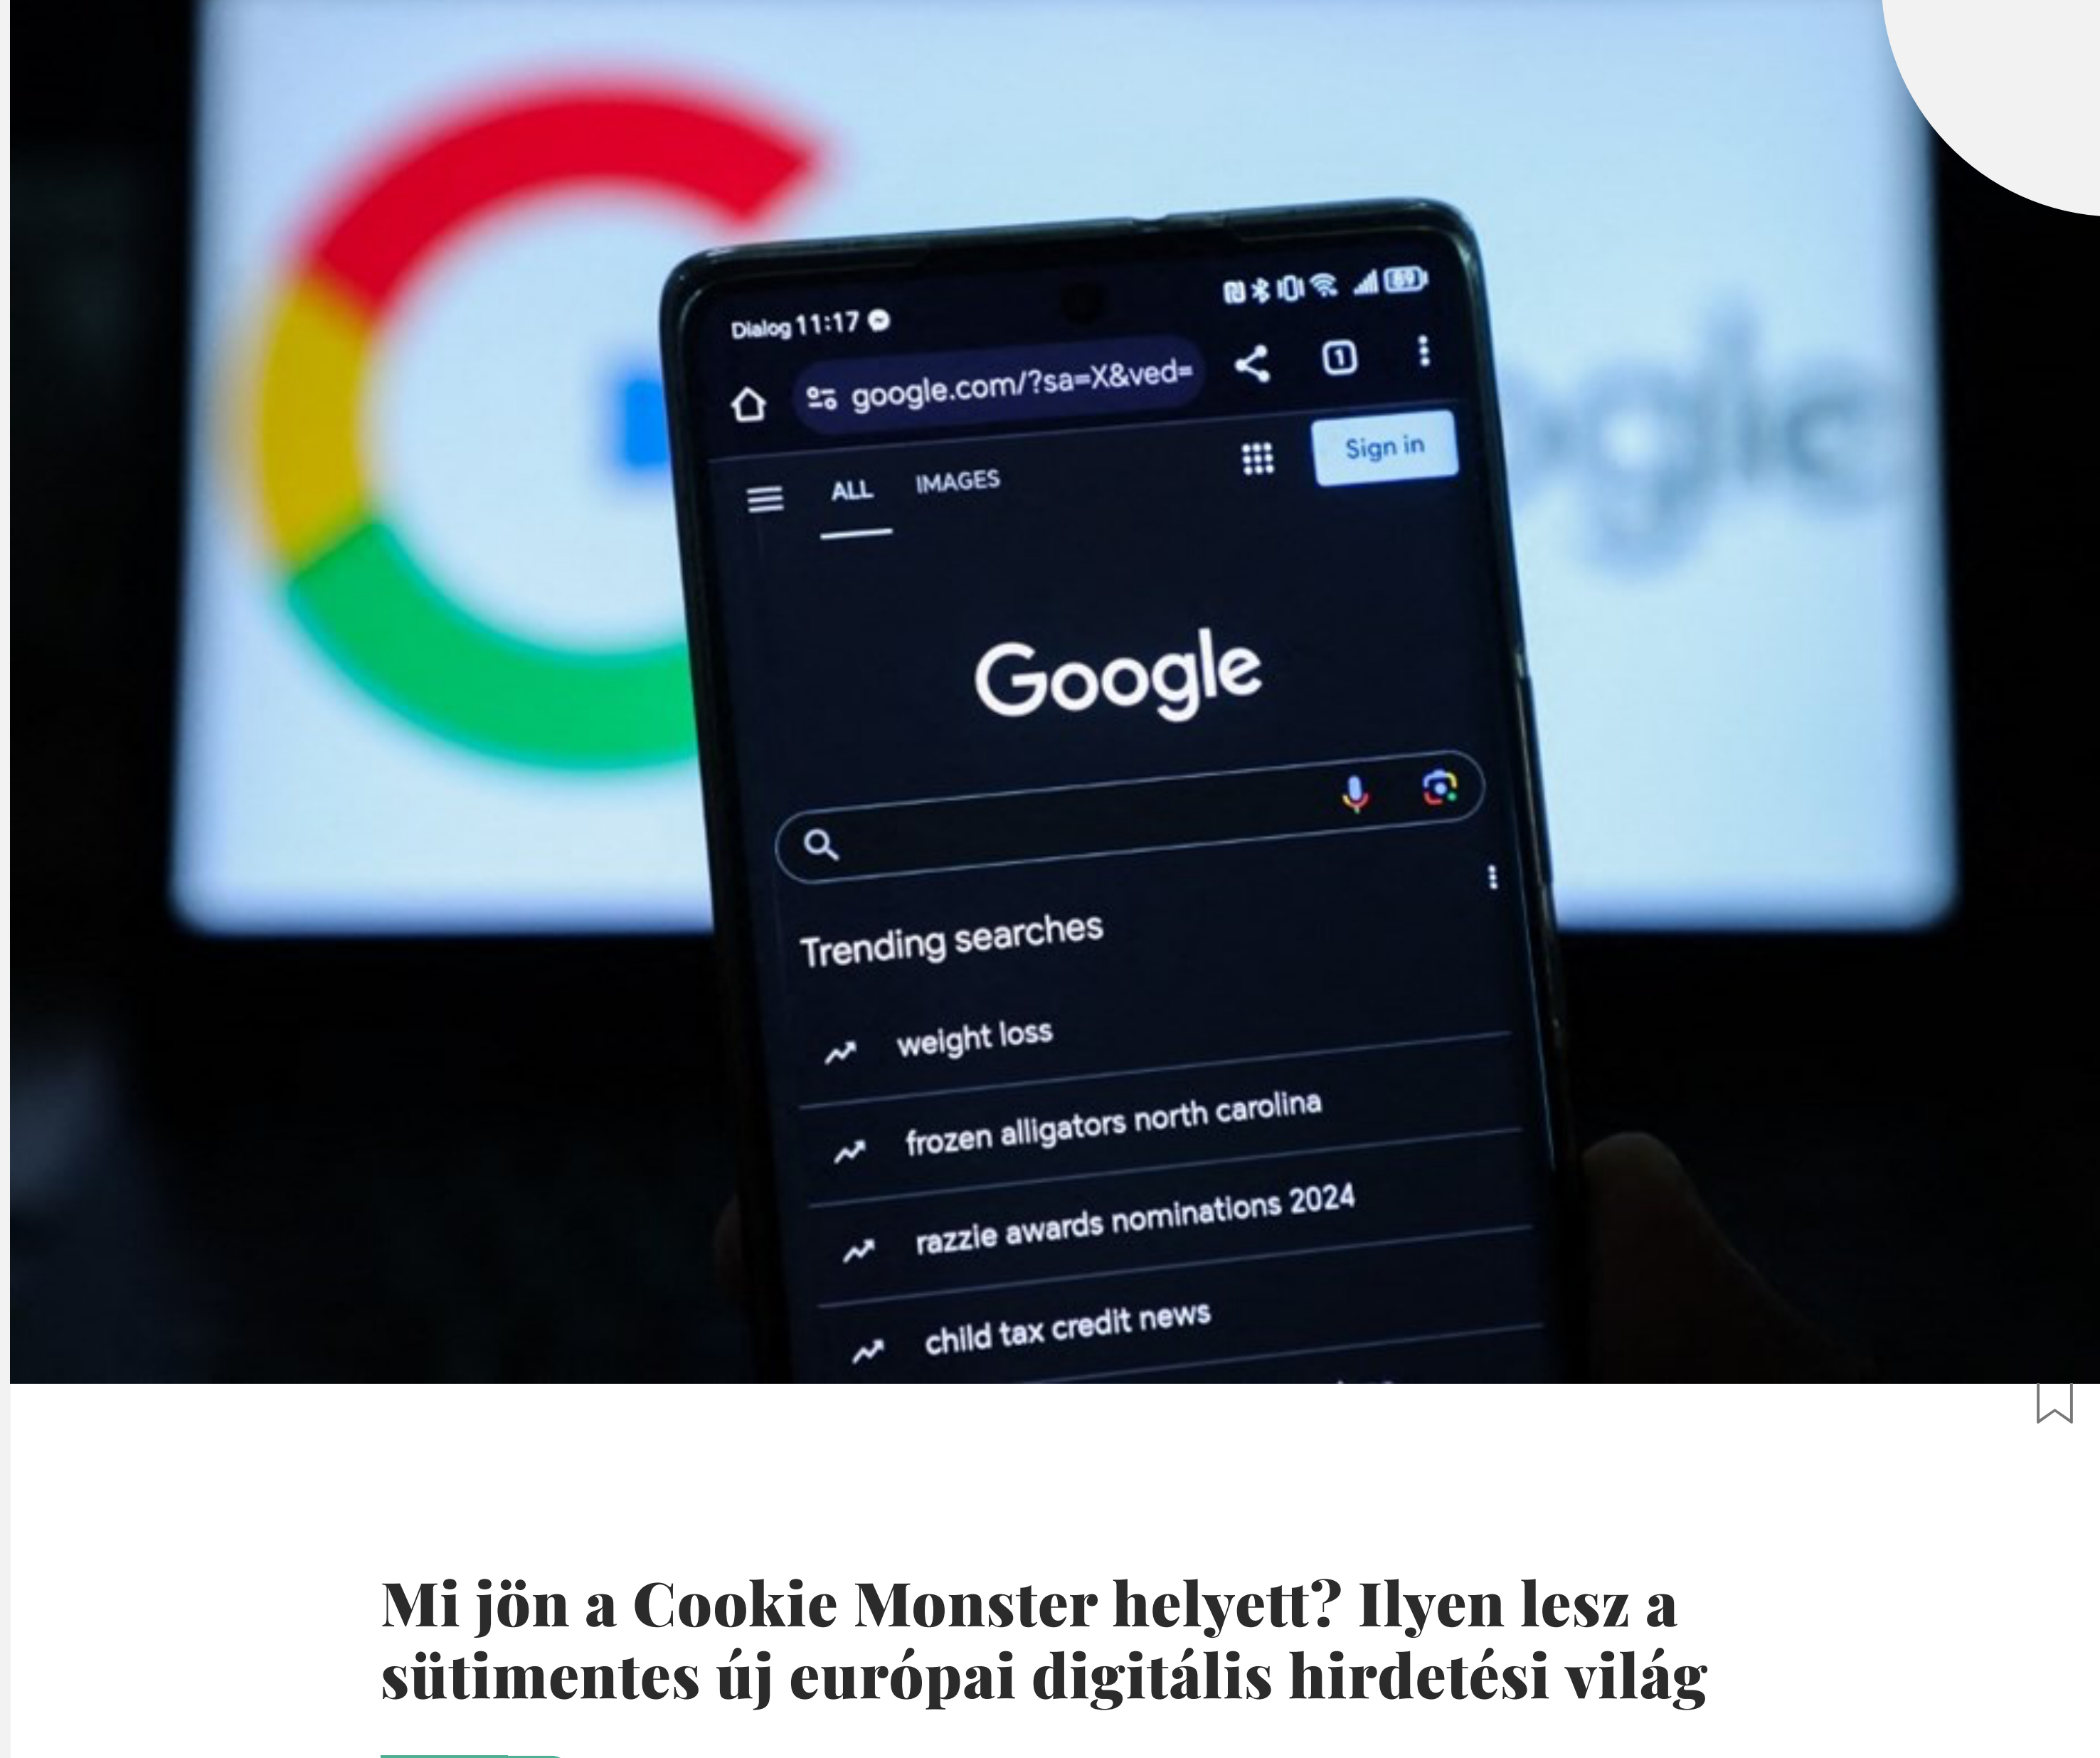 Dialog 11:17
89
google.com/?sa=X&ved=
1
ALL IMAGES
Sign in
Google
Trending searches
weight loss
frozen alligators north carolina
razzie awards nominations 2024
child tax credit news
Mi jön a Cookie Monster helyett? Ilyen lesz a
sütimentes új európai digitális hirdetési világ